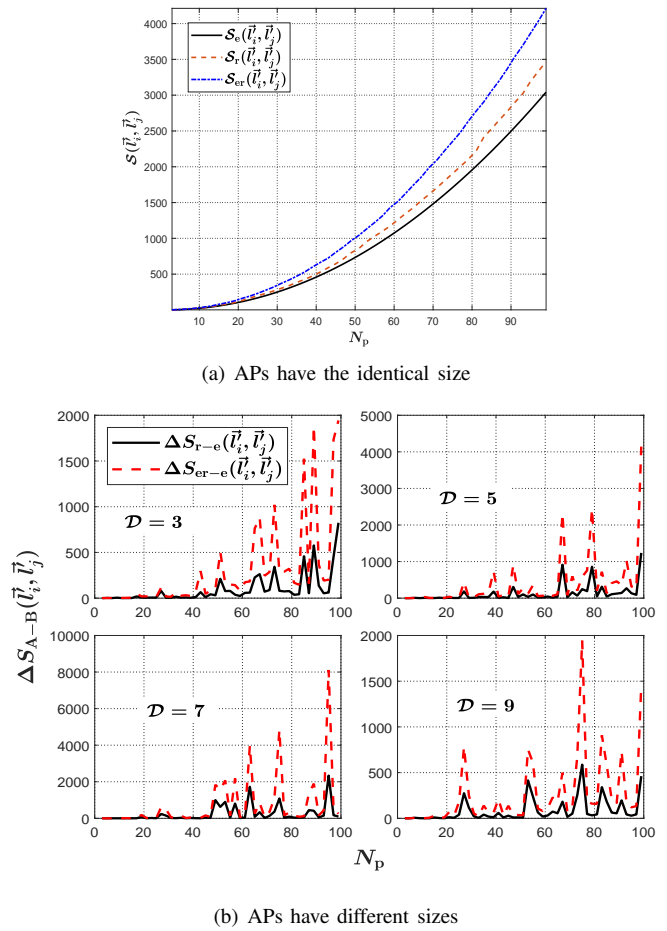 4000
3500
3000
2500
2000
1500
1000
500
𝒮(l⃗′ᵢ, l⃗′ⱼ)
𝒮ₑ(l⃗′ᵢ, l⃗′ⱼ)
𝒮ᵣ(l⃗′ᵢ, l⃗′ⱼ)
𝒮ₑᵣ(l⃗′ᵢ, l⃗′ⱼ)
10 20 30 40 50 60 70 80 90
Nₚ
(a) APs have the identical size
ΔS_{A−B}(l⃗′ᵢ, l⃗′ⱼ)
2000
1500
1000
500
0
ΔS_{r−e}(l⃗′ᵢ, l⃗′ⱼ)
ΔS_{er−e}(l⃗′ᵢ, l⃗′ⱼ)
𝒟 = 3
0 20 40 60 80 100
5000
4000
3000
2000
1000
0
𝒟 = 5
0 20 40 60 80 100
10000
8000
6000
4000
2000
0
𝒟 = 7
0 20 40 60 80 100
2000
1500
1000
500
0
𝒟 = 9
0 20 40 60 80 100
Nₚ
(b) APs have different sizes